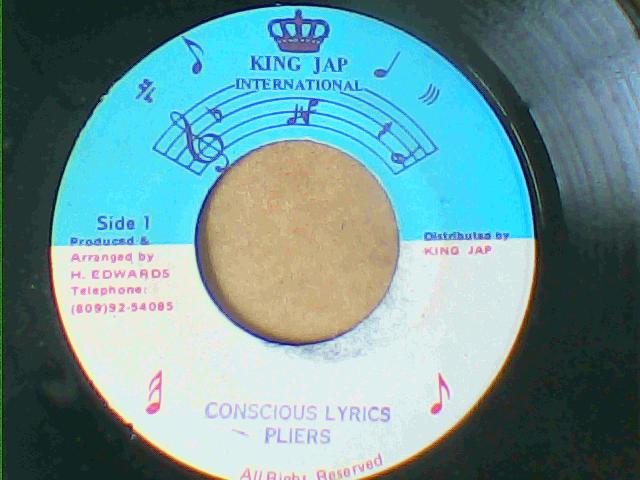 KING JAP
INTERNATIONAL
Side 1
Produced &
Arranged by
H. EDWARDS
Telephone:
(809)92-54085
Distributed by
KING JAP
CONSCIOUS LYRICS
PLIERS
All Right Reserved